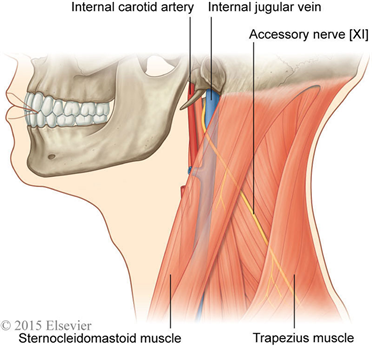 Internal carotid artery Internal jugular vein
Accessory nerve [XI]
© 2015 Elsevier
Sternocleidomastoid muscle Trapezius muscle